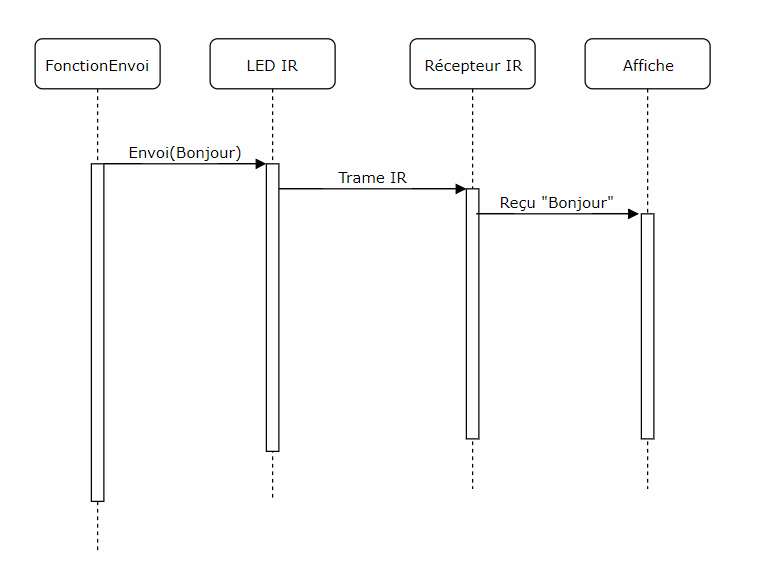 FonctionEnvoi
LED IR
Récepteur IR
Affiche
Envoi(Bonjour)
Trame IR
Reçu "Bonjour"